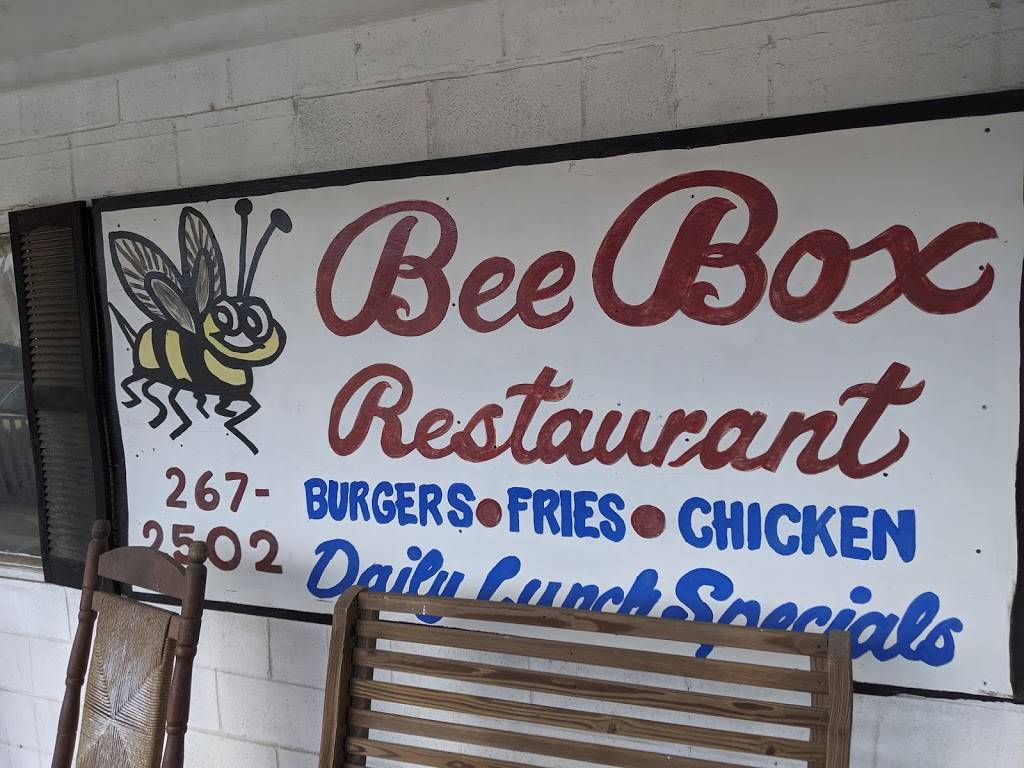 Bee Box
Restaurant
267-
2502
BURGERS • FRIES • CHICKEN
Daily Lunch Specials